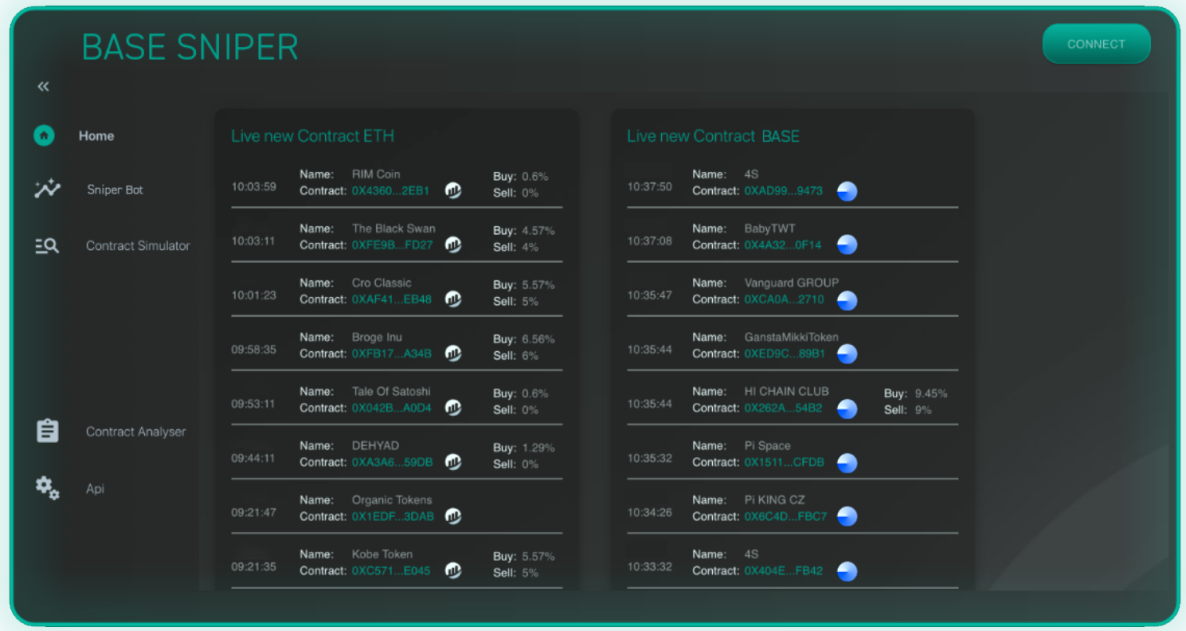 BASE SNIPER
CONNECT
Home
Sniper Bot
Contract Simulator
Contract Analyser
Api
Live new Contract ETH
10:03:59
Name: RIM Coin
Contract: 0X4360...2EB1
Buy: 0.6%
Sell: 0%
10:03:11
Name: The Black Swan
Contract: 0XFE9B...FD27
Buy: 4.57%
Sell: 4%
10:01:23
Name: Cro Classic
Contract: 0XAF41...EB48
Buy: 5.57%
Sell: 5%
09:58:35
Name: Broge Inu
Contract: 0XFB17...A34B
Buy: 6.56%
Sell: 6%
09:53:11
Name: Tale Of Satoshi
Contract: 0X042B...A0D4
Buy: 0.6%
Sell: 0%
09:44:11
Name: DEHYAD
Contract: 0XA3A6...59DB
Buy: 1.29%
Sell: 0%
09:21:47
Name: Organic Tokens
Contract: 0X1EDF...3DAB
09:21:35
Name: Kobe Token
Contract: 0XC571...E045
Buy: 5.57%
Sell: 5%
Live new Contract BASE
10:37:50
Name: 4S
Contract: 0XAD99...9473
10:37:08
Name: BabyTWT
Contract: 0X4A32...0F14
10:35:47
Name: Vanguard GROUP
Contract: 0XCA0A...2710
10:35:44
Name: GanstaMikkiToken
Contract: 0XED9C...89B1
10:35:44
Name: HI CHAIN CLUB
Contract: 0X262A...54B2
Buy: 9.45%
Sell: 9%
10:35:32
Name: Pi Space
Contract: 0X1511...CFDB
10:34:26
Name: Pi KING CZ
Contract: 0X6C4D...FBC7
10:33:32
Name: 4S
Contract: 0X404E...FB42